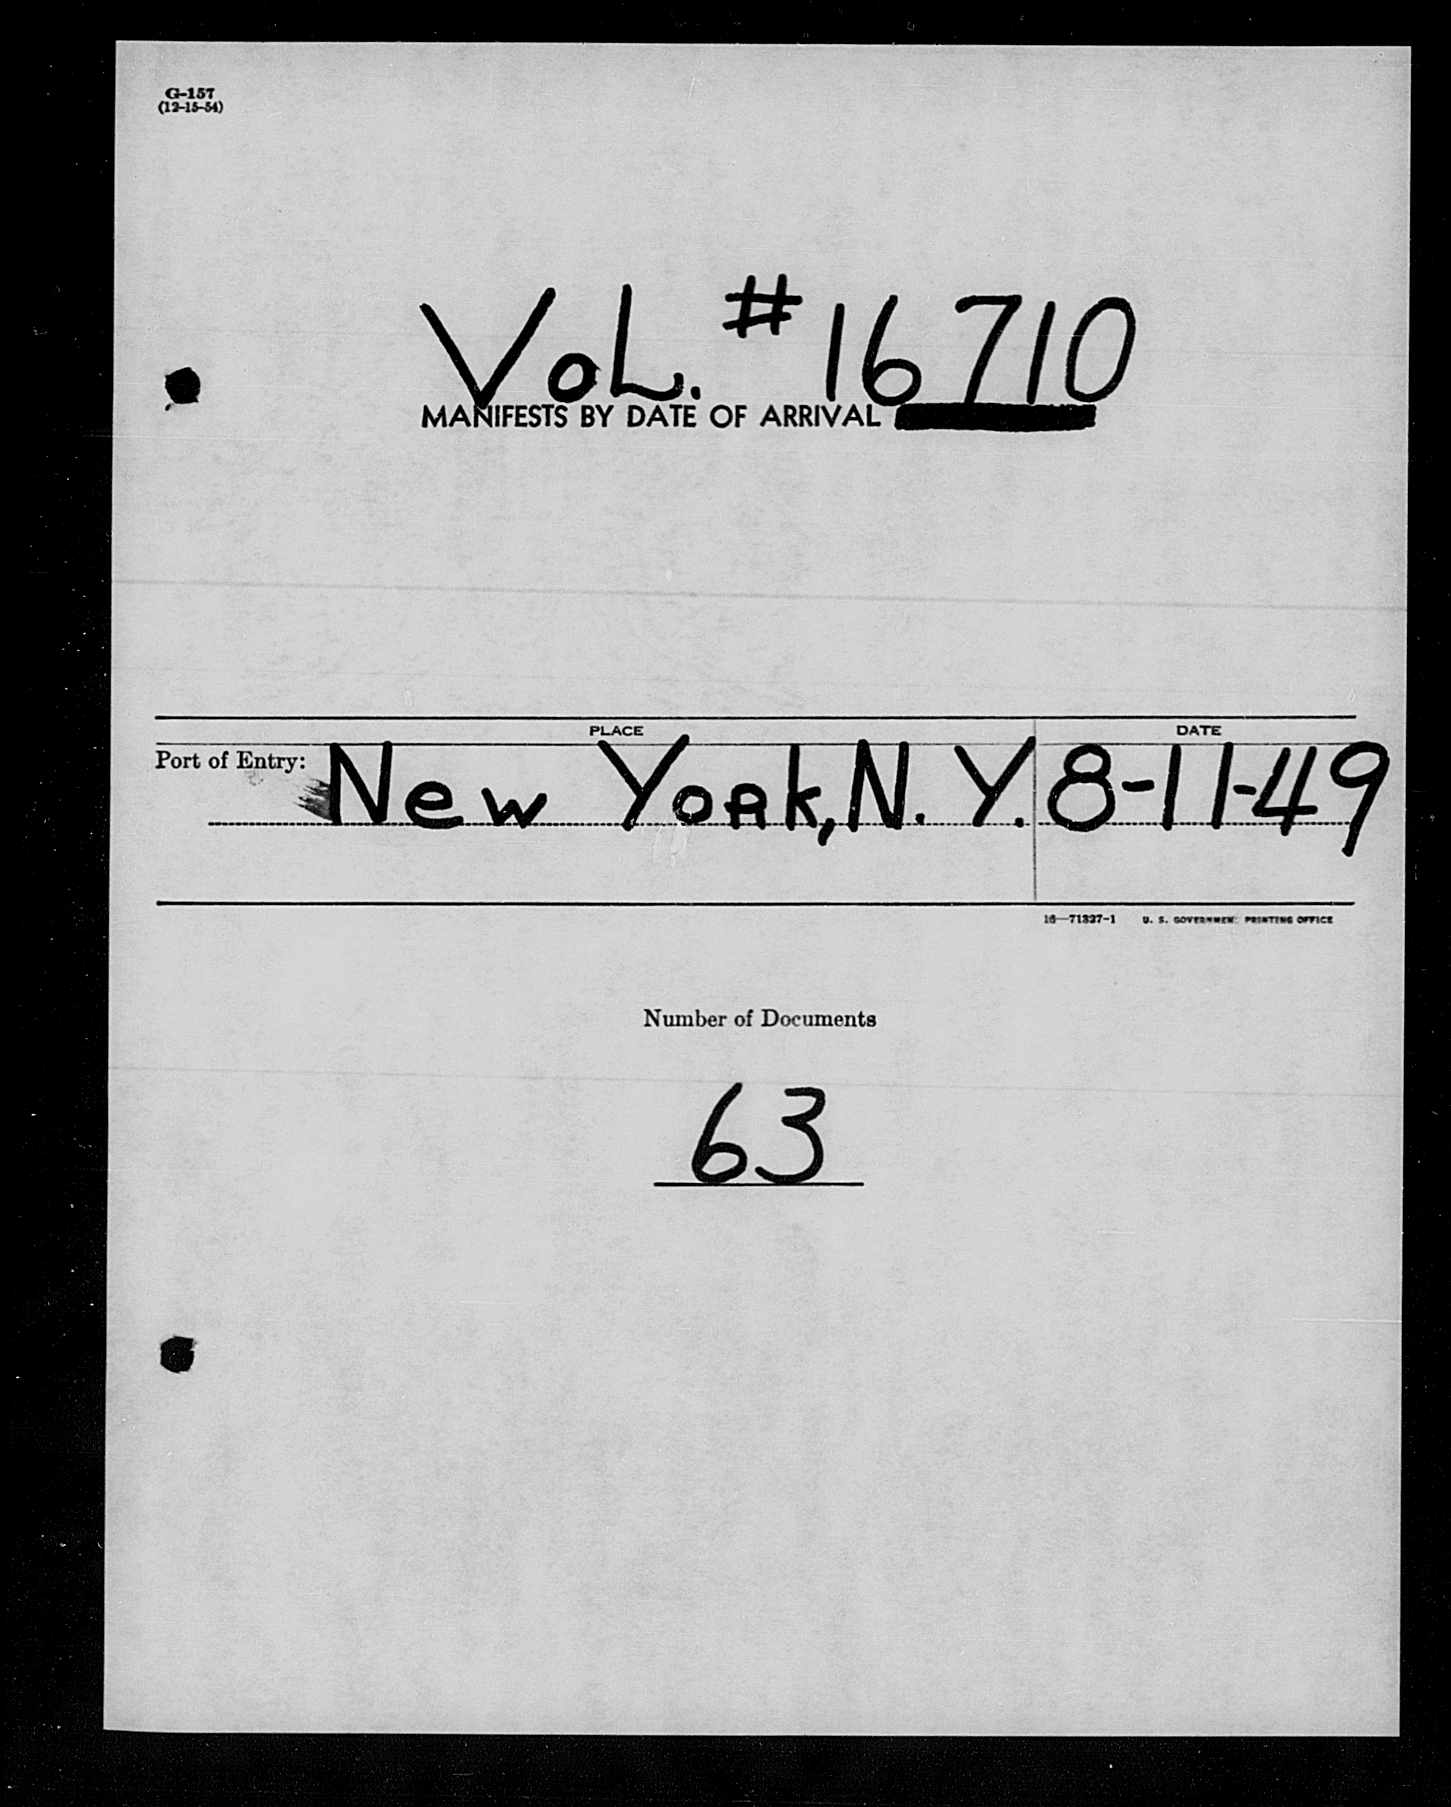 G-157
(12-15-54)
VoL. #16710
MANIFESTS BY DATE OF ARRIVAL
PLACE DATE
Port of Entry: New York, N. Y. 8-11-49
16—71327-1 U. S. GOVERNMENT PRINTING OFFICE
Number of Documents
63